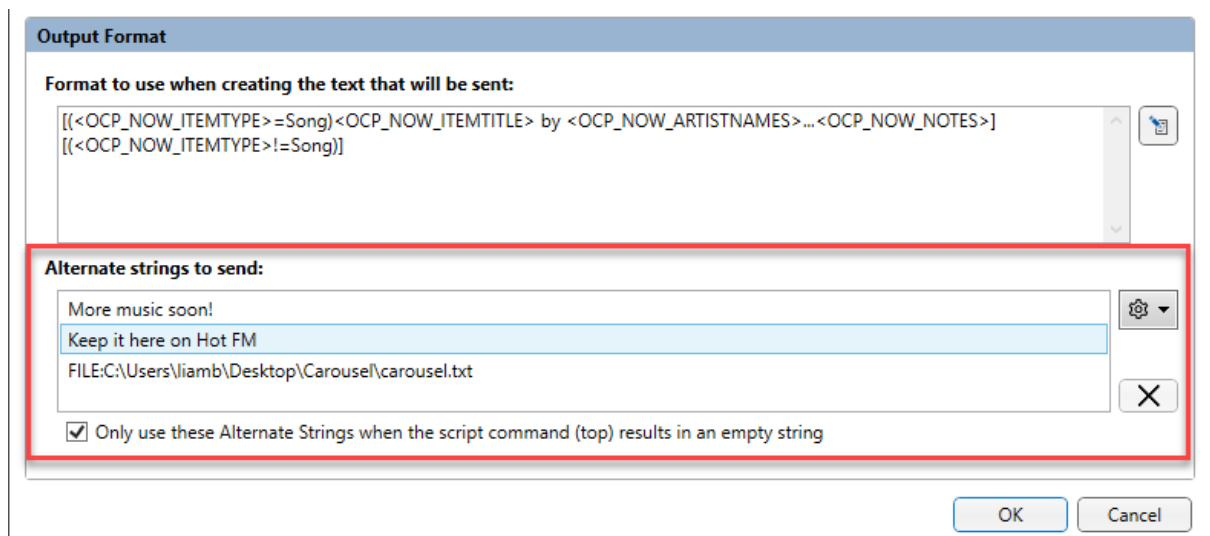 Output Format
Format to use when creating the text that will be sent:
[(<OCP_NOW_ITEMTYPE>=Song)<OCP_NOW_ITEMTITLE> by <OCP_NOW_ARTISTNAMES>...<OCP_NOW_NOTES>]
[(<OCP_NOW_ITEMTYPE>!=Song)]
Alternate strings to send:
More music soon!
Keep it here on Hot FM
FILE:C:\Users\liamb\Desktop\Carousel\carousel.txt
Only use these Alternate Strings when the script command (top) results in an empty string
OK
Cancel